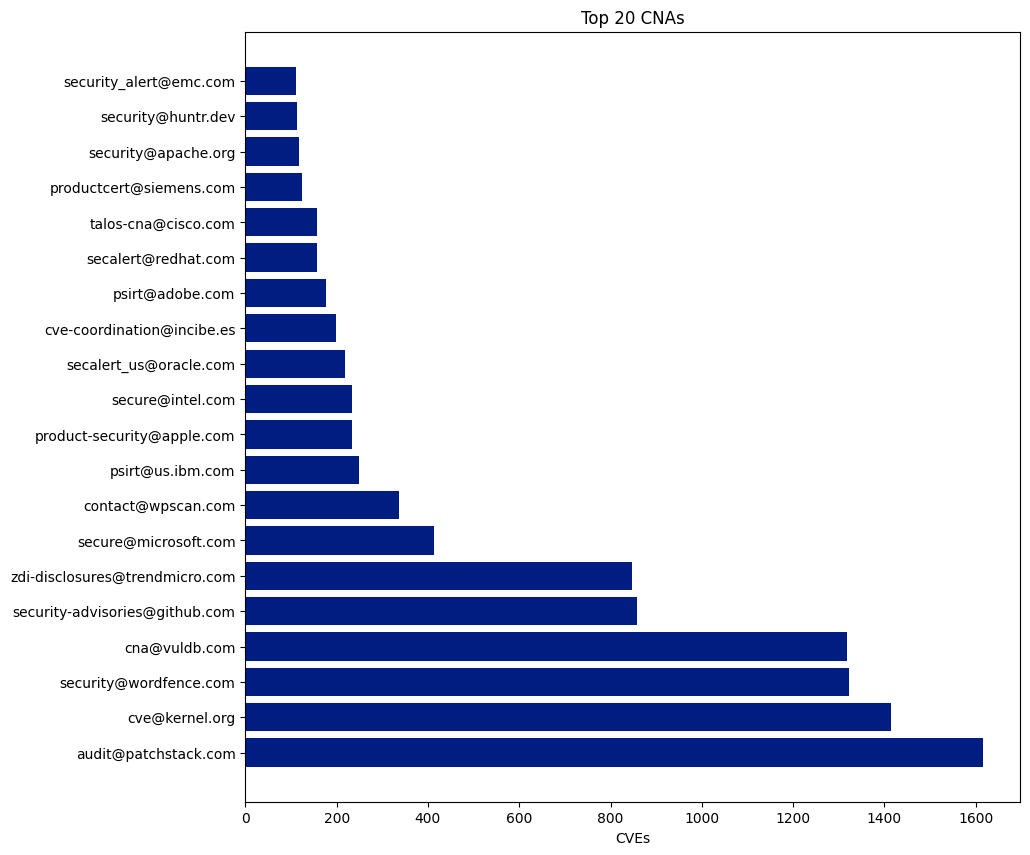 Top 20 CNAs
security_alert@emc.com
security@huntr.dev
security@apache.org
productcert@siemens.com
talos-cna@cisco.com
secalert@redhat.com
psirt@adobe.com
cve-coordination@incibe.es
secalert_us@oracle.com
secure@intel.com
product-security@apple.com
psirt@us.ibm.com
contact@wpscan.com
secure@microsoft.com
zdi-disclosures@trendmicro.com
security-advisories@github.com
cna@vuldb.com
security@wordfence.com
cve@kernel.org
audit@patchstack.com
0 200 400 600 800 1000 1200 1400 1600
CVEs